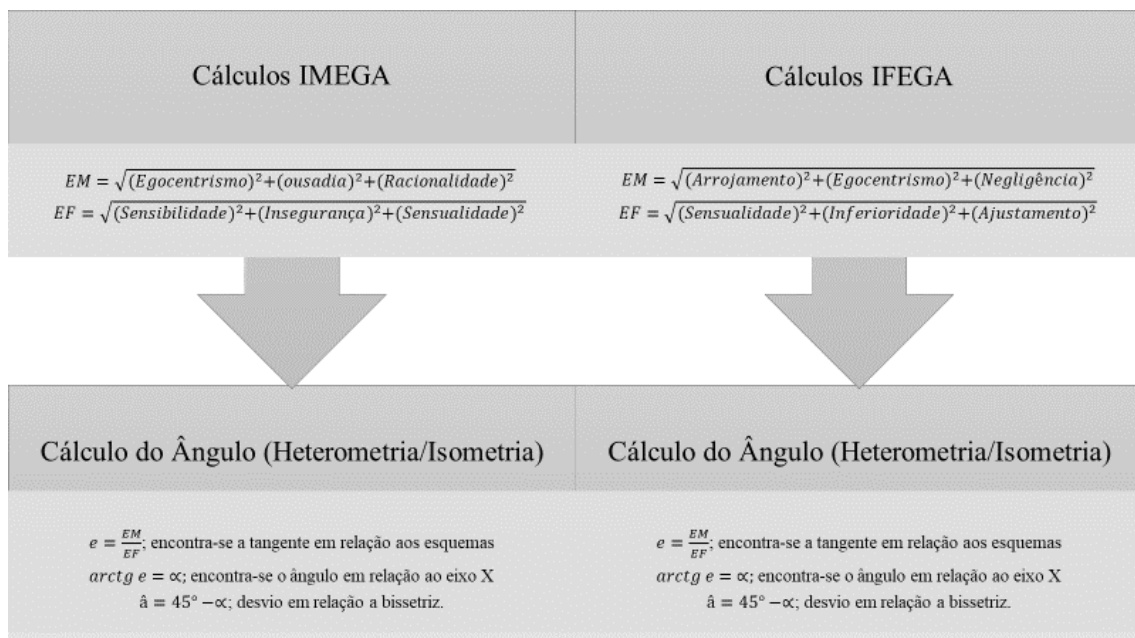 Cálculos IMEGA
Cálculos IFEGA
EM = √(Egocentrismo)²+(ousadia)²+(Racionalidade)²
EF = √(Sensibilidade)²+(Insegurança)²+(Sensualidade)²
EM = √(Arrojamento)²+(Egocentrismo)²+(Negligência)²
EF = √(Sensualidade)²+(Inferioridade)²+(Ajustamento)²
Cálculo do Ângulo (Heterometria/Isometria)
Cálculo do Ângulo (Heterometria/Isometria)
e = EM/EF; encontra-se a tangente em relação aos esquemas
arctg e = ∝; encontra-se o ângulo em relação ao eixo X
â = 45° −∝; desvio em relação a bissetriz.
e = EM/EF; encontra-se a tangente em relação aos esquemas
arctg e = ∝; encontra-se o ângulo em relação ao eixo X
â = 45° −∝; desvio em relação a bissetriz.